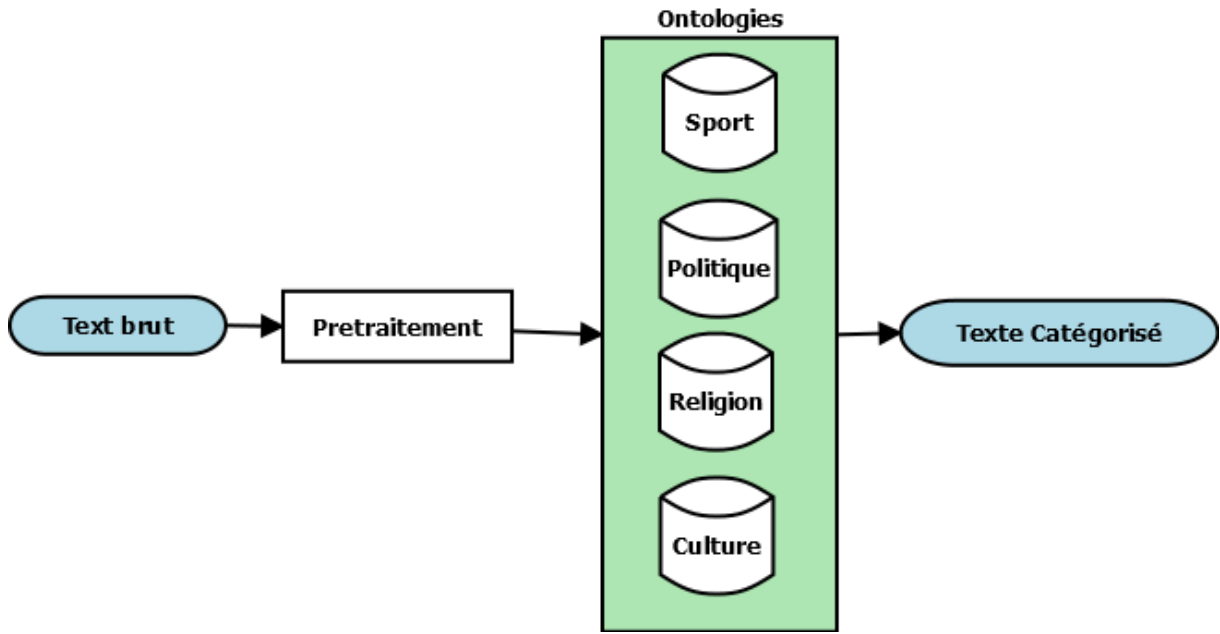 Ontologies
Sport
Politique
Text brut
Pretraitement
Texte Catégorisé
Religion
Culture